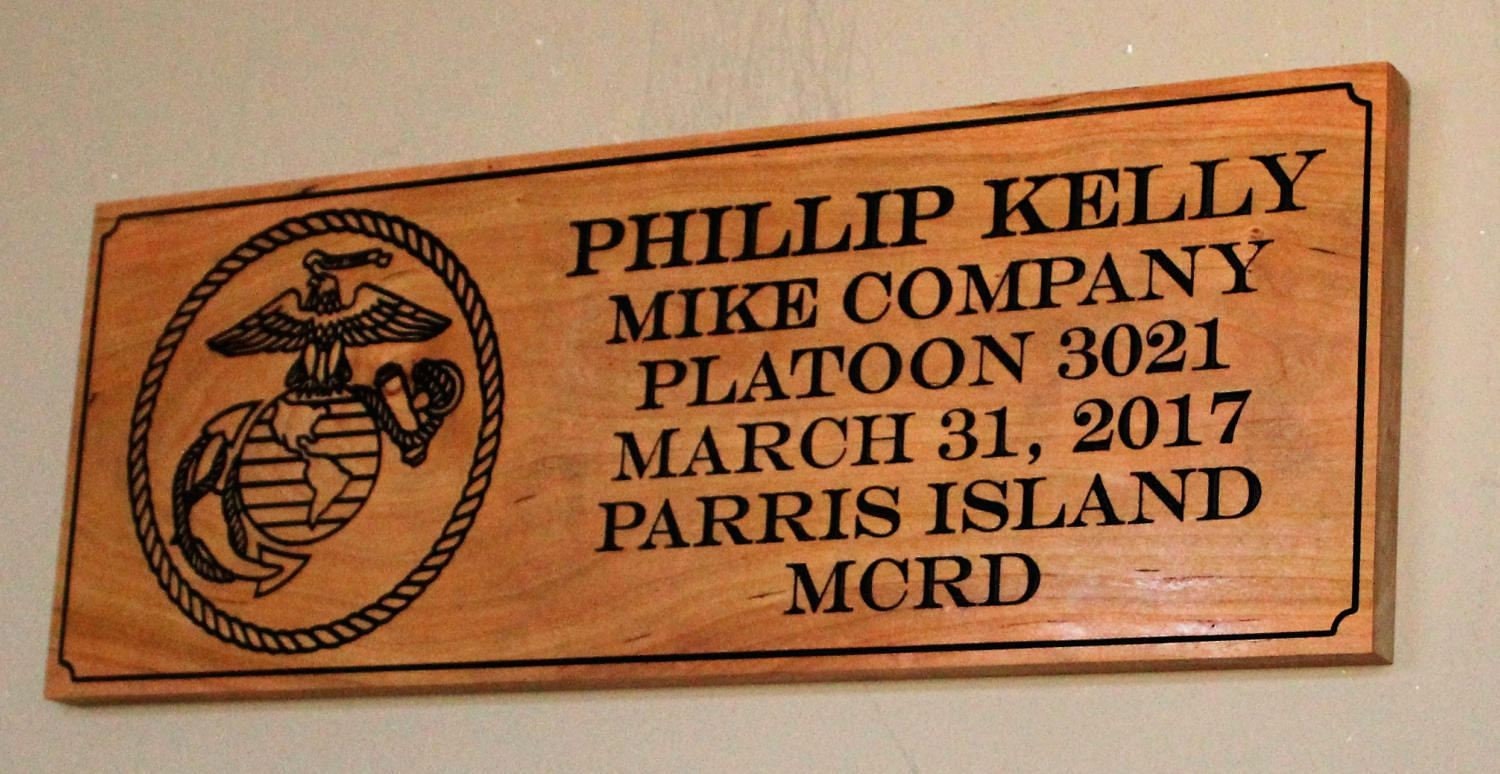 PHILLIP KELLY
MIKE COMPANY
PLATOON 3021
MARCH 31, 2017
PARRIS ISLAND
MCRD